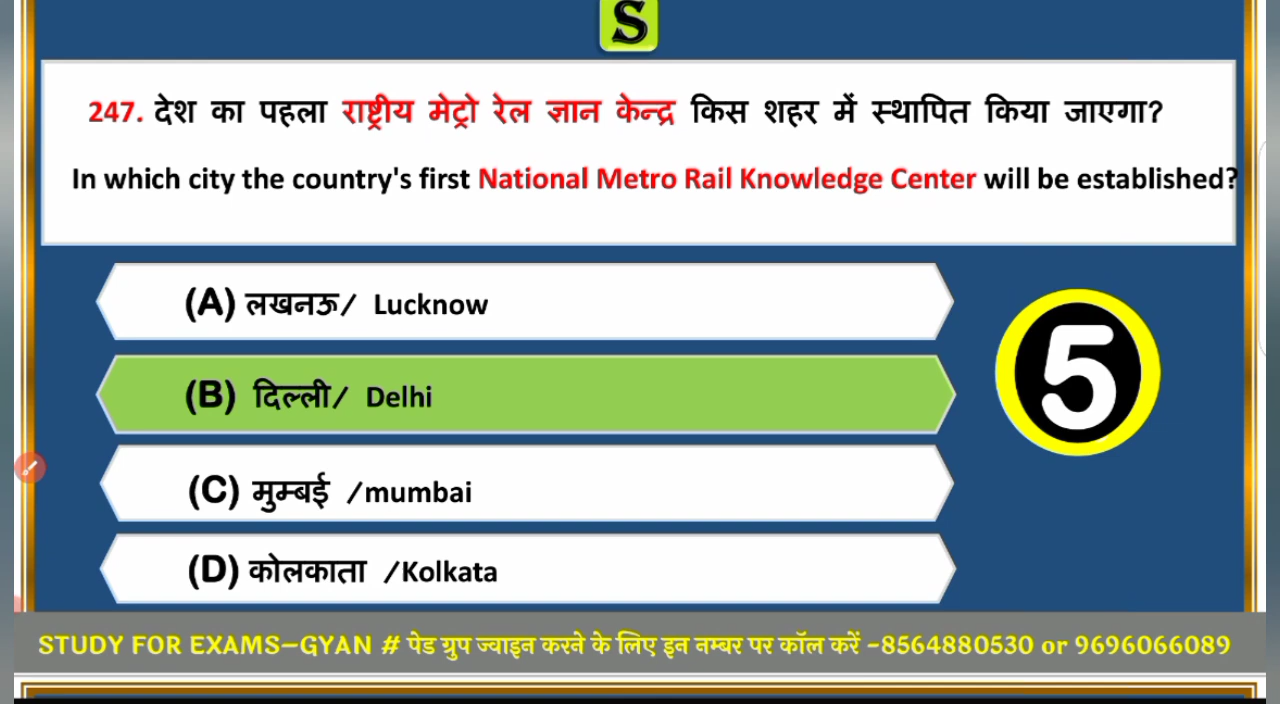 S
247. देश का पहला राष्ट्रीय मेट्रो रेल ज्ञान केन्द्र किस शहर में स्थापित किया जाएगा?
In which city the country's first National Metro Rail Knowledge Center will be established?
(A) लखनऊ/ Lucknow
(B) दिल्ली/ Delhi
5
(C) मुम्बई /mumbai
(D) कोलकाता /Kolkata
STUDY FOR EXAMS–GYAN # पेड ग्रुप ज्वाइन करने के लिए इन नम्बर पर कॉल करें -8564880530 or 9696066089